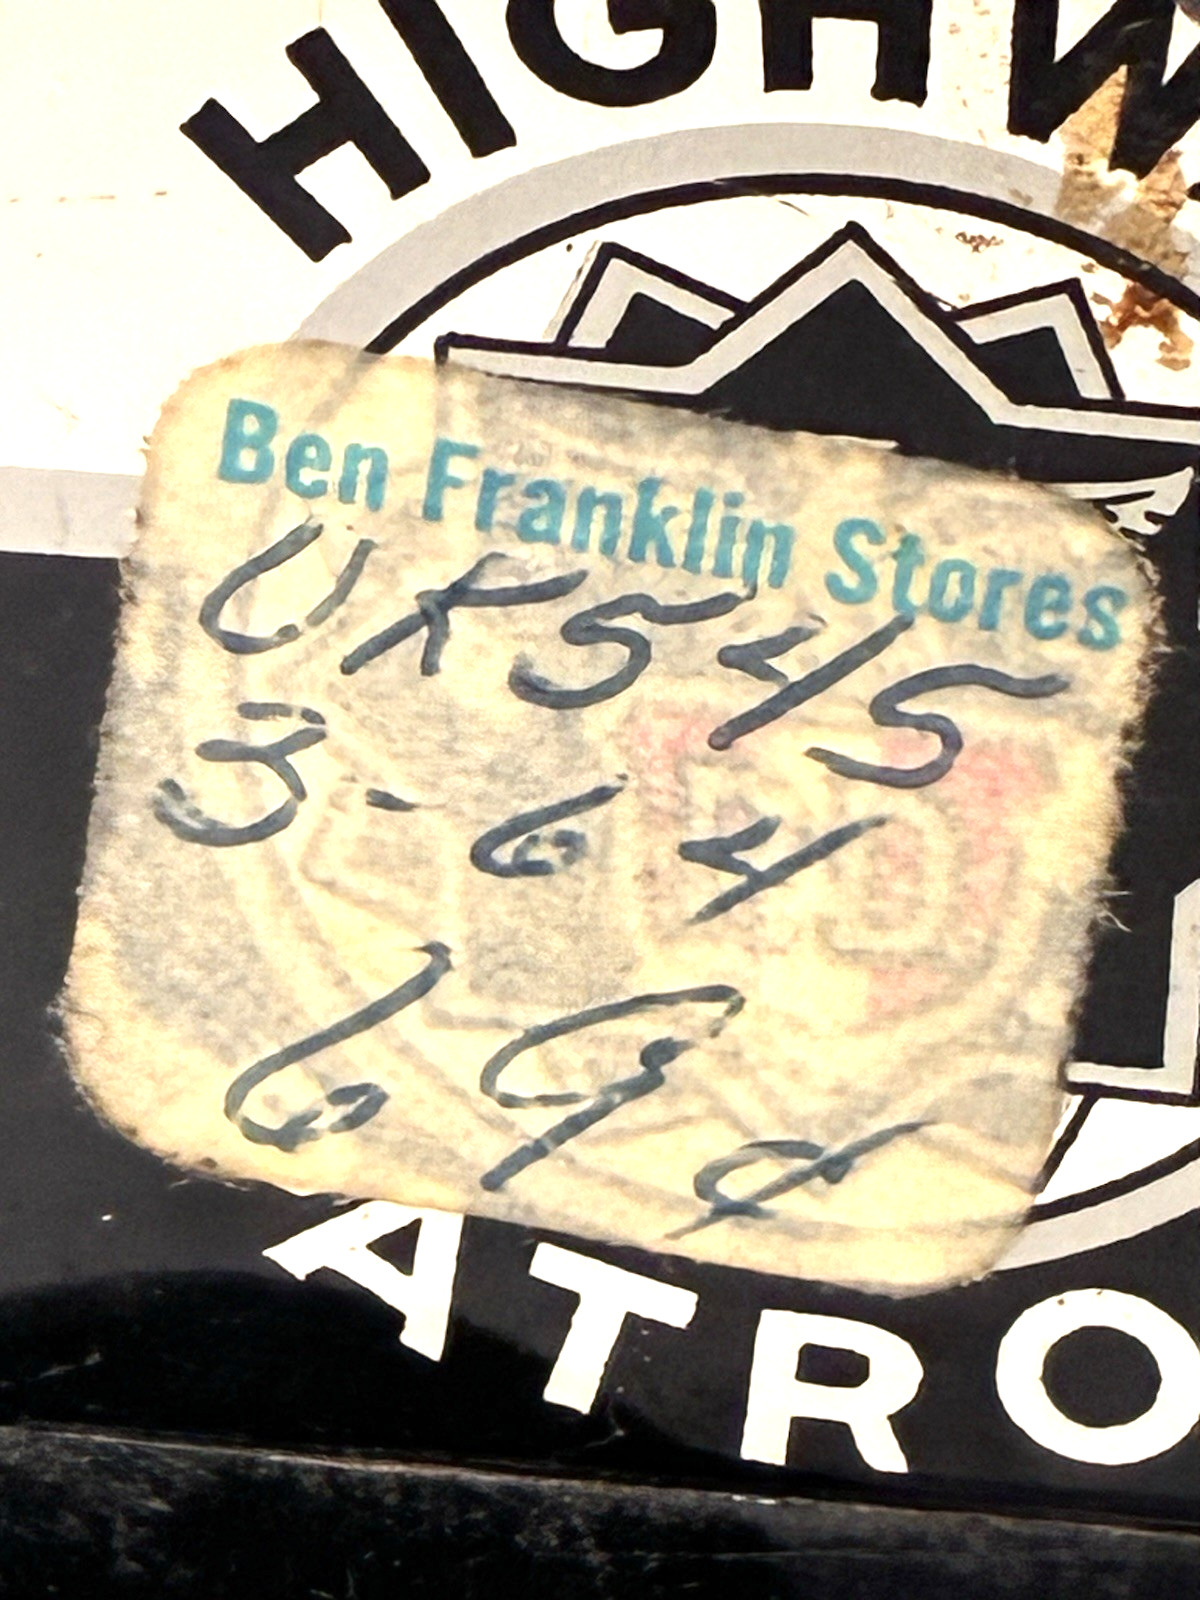 HIGHW
Ben Franklin Stores
UK545
3-64
69¢
ATRO